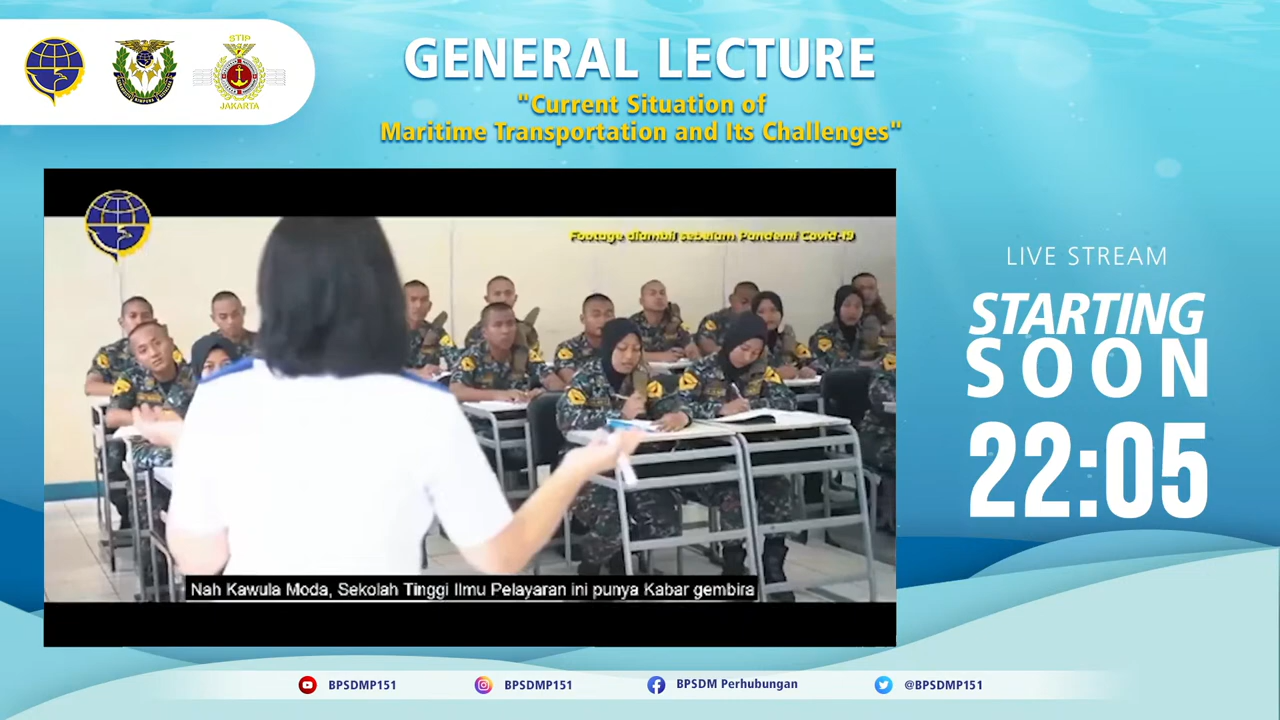 STIP
JAKARTA
GENERAL LECTURE
"Current Situation of
Maritime Transportation and Its Challenges"
Footage diambil sebelum Pandemi Covid-19
Nah Kawula Moda, Sekolah Tinggi Ilmu Pelayaran ini punya Kabar gembira
LIVE STREAM
STARTING
SOON
22:05
BPSDMP151
BPSDMP151
BPSDM Perhubungan
@BPSDMP151